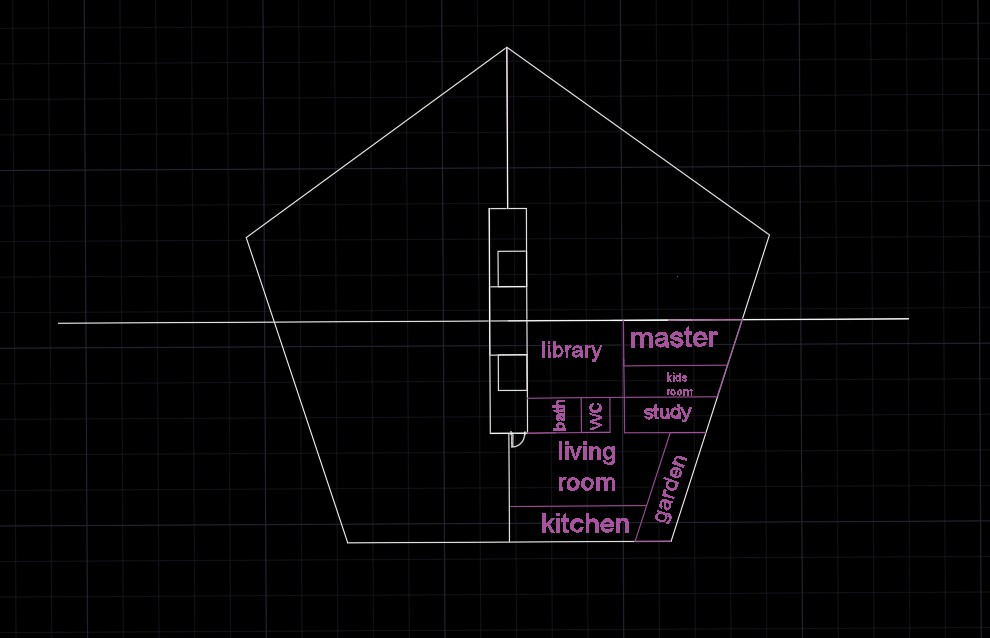 library
master
kids
room
bath
WC
study
living
room
garden
kitchen